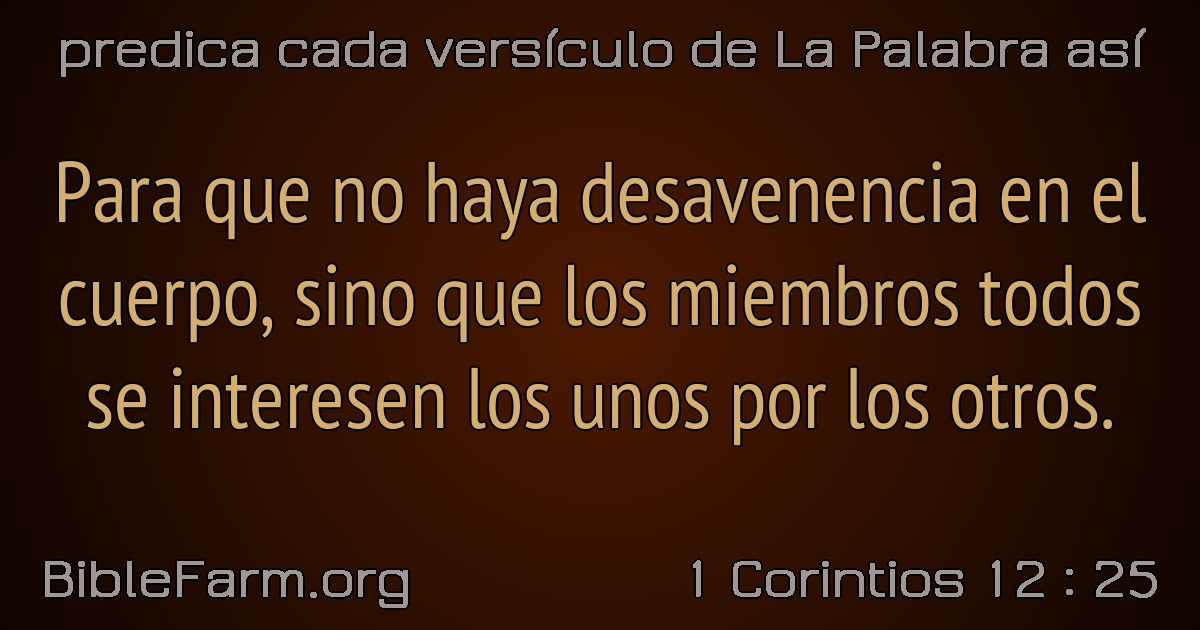 predica cada versículo de La Palabra así
Para que no haya desavenencia en el
cuerpo, sino que los miembros todos
se interesen los unos por los otros.
BibleFarm.org
1 Corintios 12 : 25